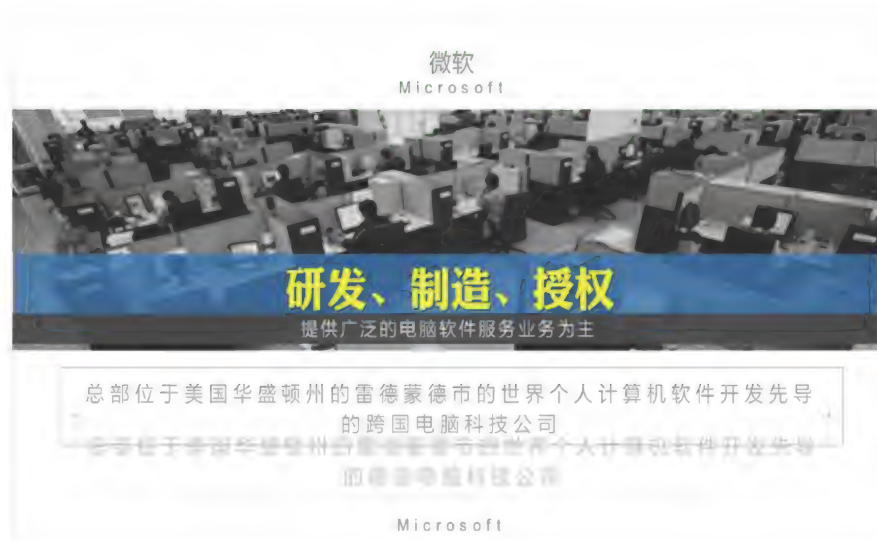 微软
Microsoft
研发、制造、授权
提供广泛的电脑软件服务业务为主
总部位于美国华盛顿州的雷德蒙德市的世界个人计算机软件开发先导
的跨国电脑科技公司
Microsoft